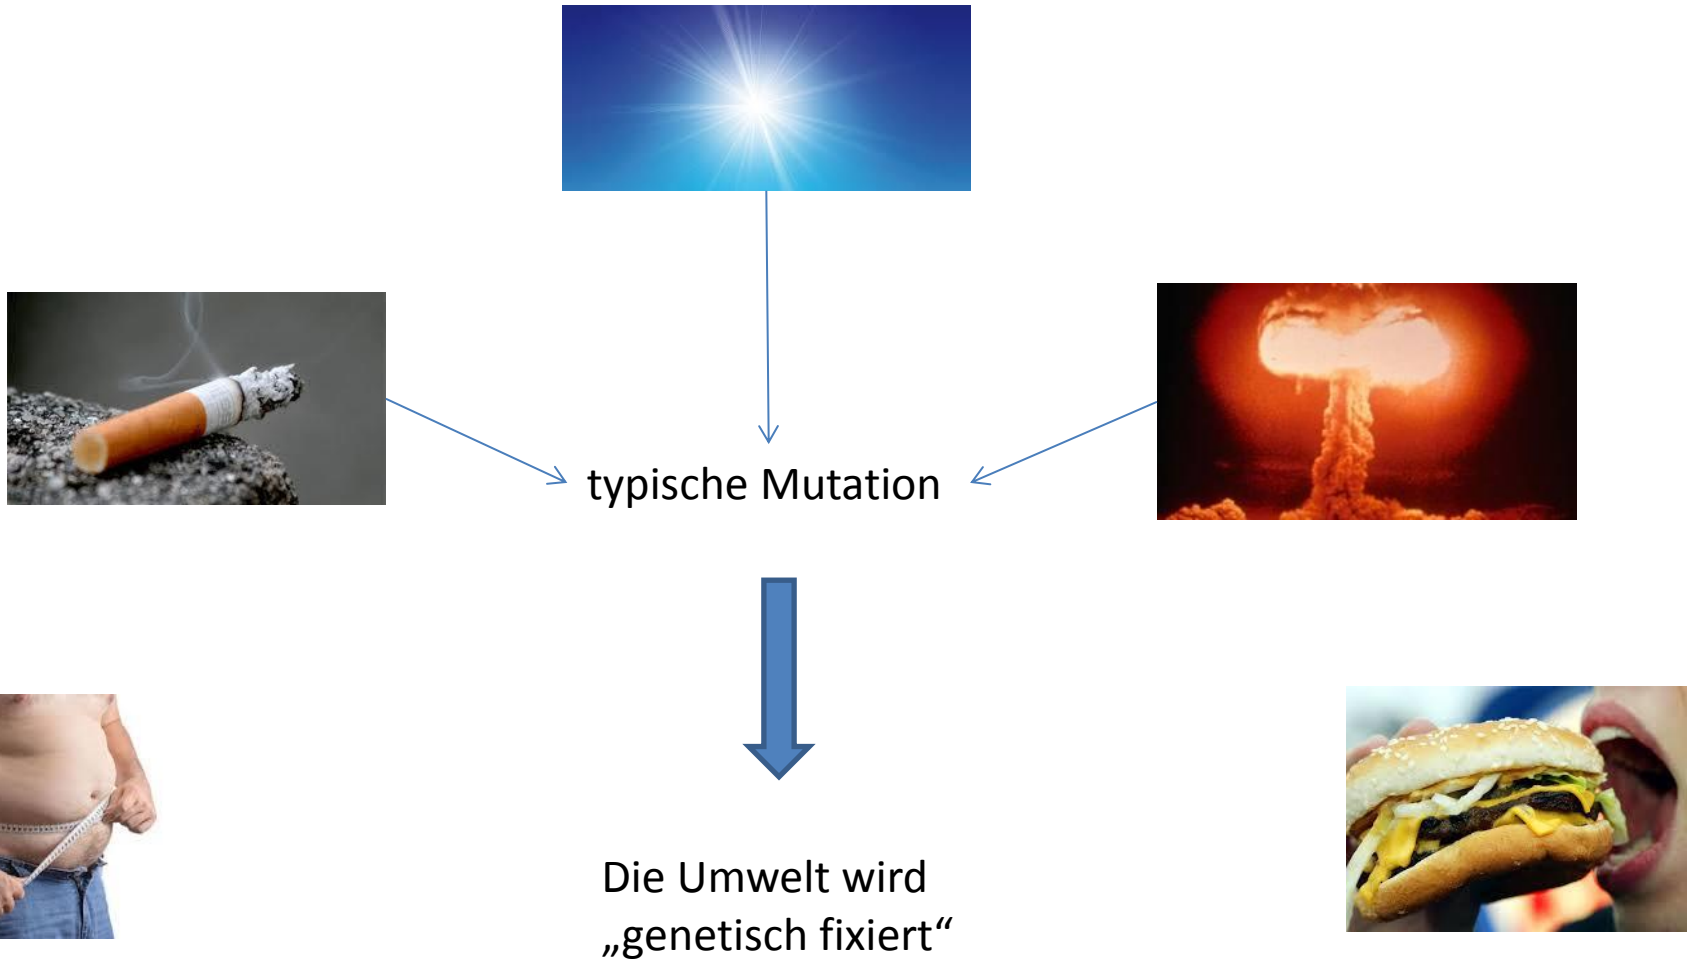 typische Mutation
Die Umwelt wird
„genetisch fixiert“